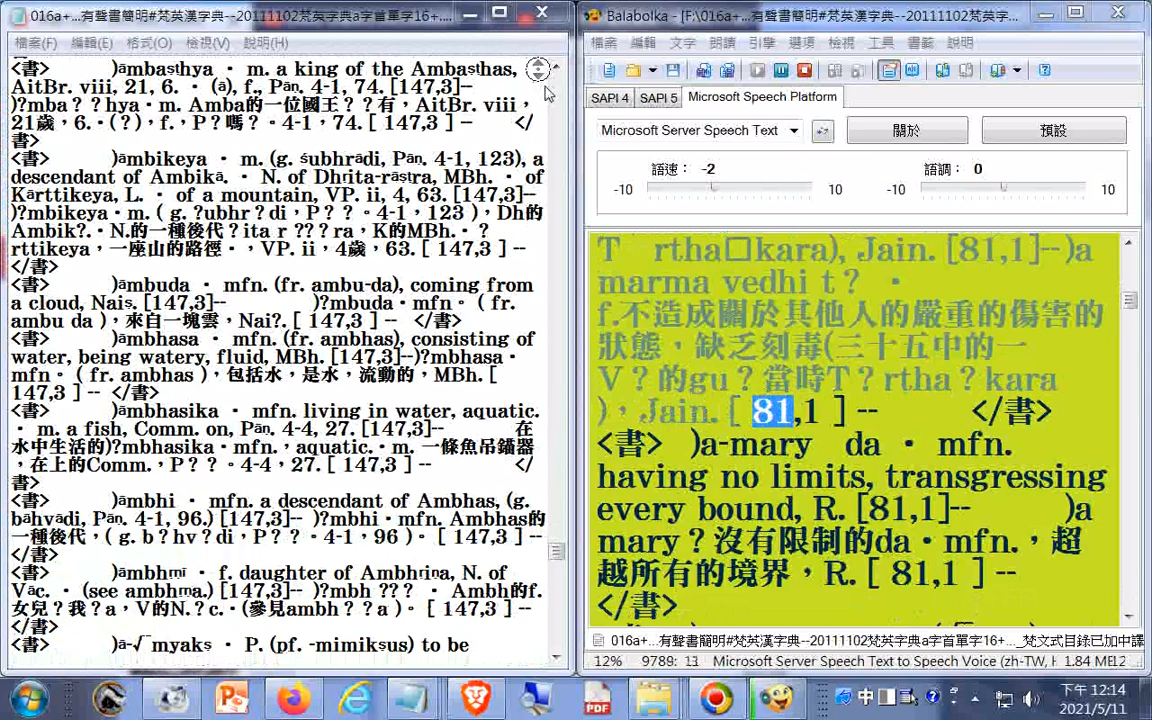 016a+...有聲書簡明#梵英漢字典--20111102梵英字典a字首單字16+...
檔案(F) 編輯(E) 格式(O) 檢視(V) 說明(H)
<書> )āmbaṣṭhya · m. a king of the Ambaṣṭhas,
AitBr. viii, 21, 6. · (ā), f., Pāṇ. 4-1, 74. [147,3]--
)?mba？？hya · m. Amba的一位國王？？有，AitBr. viii，
21歲，6. · (？)，f.，P？嗎？。4-1，74. [ 147,3 ] -- </
書>
<書> )āmbikeya · m. (g. śubhrādi, Pāṇ. 4-1, 123), a
descendant of Ambikā. · N. of Dhṛita-rāṣṭra, MBh. · of
Kārttikeya, L. · of a mountain, VP. ii, 4, 63. [147,3]--
)?mbikeya · m. ( g. ?ubhr？di，P？？。4-1，123 )，Dh的
Ambik?. · N.的一種後代？ita r ???ra，K的MBh. · ？
rttikeya，一座山的路徑 · ，VP. ii，4歲，63. [ 147,3 ] --
</書>
<書> )āmbuda · mfn. (fr. ambu-da), coming from
a cloud, Naiṣ. [147,3]-- )?mbuda · mfn。 ( fr.
ambu da )，來自一塊雲，Nai?. [ 147,3 ] -- </書>
<書> )āmbhasa · mfn. (fr. ambhas), consisting of
water, being watery, fluid, MBh. [147,3]--)?mbhasa ·
mfn。 ( fr. ambhas )，包括水，是水，流動的，MBh. [
147,3 ] -- </書>
<書> )āmbhasika · mfn. living in water, aquatic.
· m. a fish, Comm. on, Pāṇ. 4-4, 27. [147,3]-- 在
水中生活的)?mbhasika · mfn.，aquatic. · m. 一條魚吊錨器
，在上的Comm.，P？？。4-4，27. [ 147,3 ] -- </
書>
<書> )āmbhi · mfn. a descendant of Ambhas, (g.
bāhvādi, Pāṇ. 4-1, 96.) [147,3]-- )?mbhi · mfn. Ambhas的
一種後代，( g. b？hv？di，P？？。4-1，96 )。 [ 147,3 ] --
</書>
<書> )āmbhṛṇī · f. daughter of Ambhṛiṇa, N. of
Vāc. · (see ambhṛṇa.) [147,3]-- )?mbh ??? · Ambh的f.
女兒？我？a，V的N.？c. · (參見ambh？？a )。 [ 147,3 ] --
</書>
<書> )ā-√ myakṣ · P. (pf. -mimikṣus) to be
Balabolka - [F:\016a+...有聲書簡明#梵英漢字典--20111102梵英字...
檔案 編輯 文字 朗讀 引擎 選項 檢視 工具 書籤 說明
SAPI 4 SAPI 5 Microsoft Speech Platform
Microsoft Server Speech Text 關於 預設
語速： -2 語調： 0
-10 10 -10 10
T rtha□kara), Jain. [81,1]-- )a
marma vedhi t？ ·
f.不造成關於其他人的嚴重的傷害的
狀態，缺乏刻毒(三十五中的一
V？的gu？當時T？rtha？kara
)，Jain. [ 81,1 ] -- </書>
<書> )a-mary da · mfn.
having no limits, transgressing
every bound, R. [81,1]-- )a
mary？沒有限制的da · mfn.，超
越所有的境界，R. [ 81,1 ] --
</書>
016a+...有聲書簡明#梵英漢字典--20111102梵英字典a字首單字16+..._梵文式目錄已加中譯
12% 9789: 11 Microsoft Server Speech Text to Speech Voice (zh-TW, H 1.84 ME12
中
下午 12:14
2021/5/11